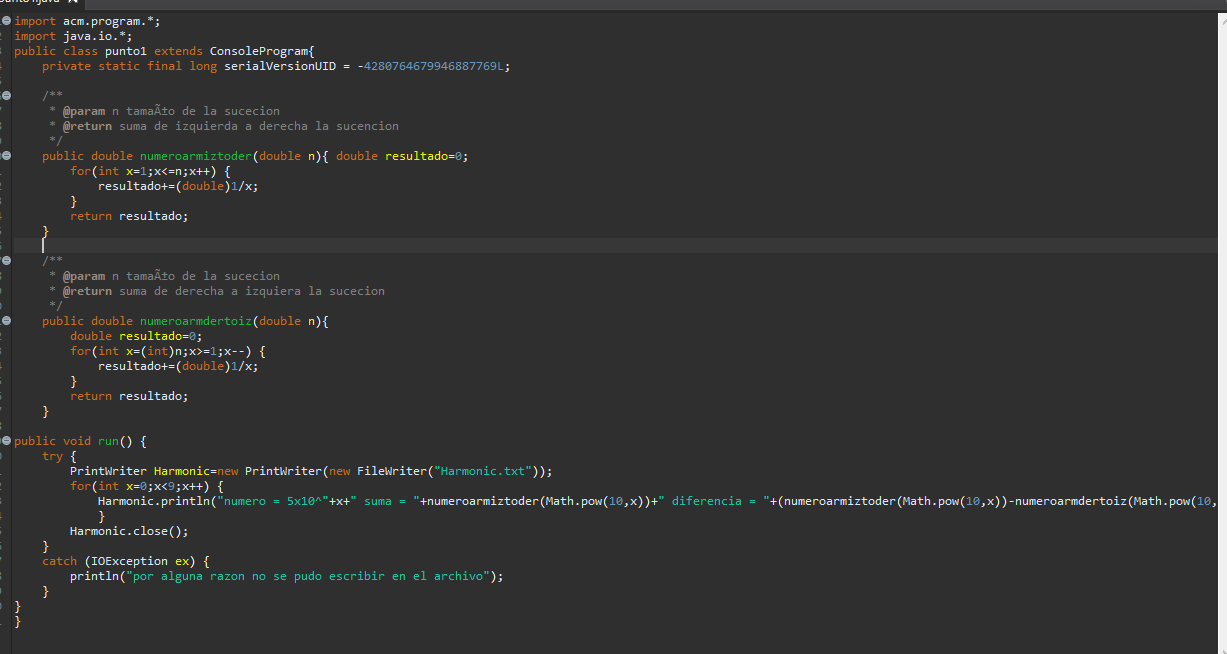 import acm.program.*;
import java.io.*;
public class punto1 extends ConsoleProgram{
    private static final long serialVersionUID = -4280764679946887769L;

    /**
     * @param n tamaÃ±o de la sucecion
     * @return suma de izquierda a derecha la sucencion
     */
    public double numeroarmiztoder(double n){ double resultado=0;
        for(int x=1;x<=n;x++) {
            resultado+=(double)1/x;
        }
        return resultado;
    }

    /**
     * @param n tamaÃ±o de la sucecion
     * @return suma de derecha a izquiera la sucecion
     */
    public double numeroarmdertoiz(double n){
        double resultado=0;
        for(int x=(int)n;x>=1;x--) {
            resultado+=(double)1/x;
        }
        return resultado;
    }

public void run() {
    try {
        PrintWriter Harmonic=new PrintWriter(new FileWriter("Harmonic.txt"));
        for(int x=0;x<9;x++) {
            Harmonic.println("numero = 5x10^"+x+" suma = "+numeroarmiztoder(Math.pow(10,x))+" diferencia = "+(numeroarmiztoder(Math.pow(10,x))-numeroarmdertoiz(Math.pow(10,
            }
        Harmonic.close();
    }
    catch (IOException ex) {
        println("por alguna razon no se pudo escribir en el archivo");
    }
}
}